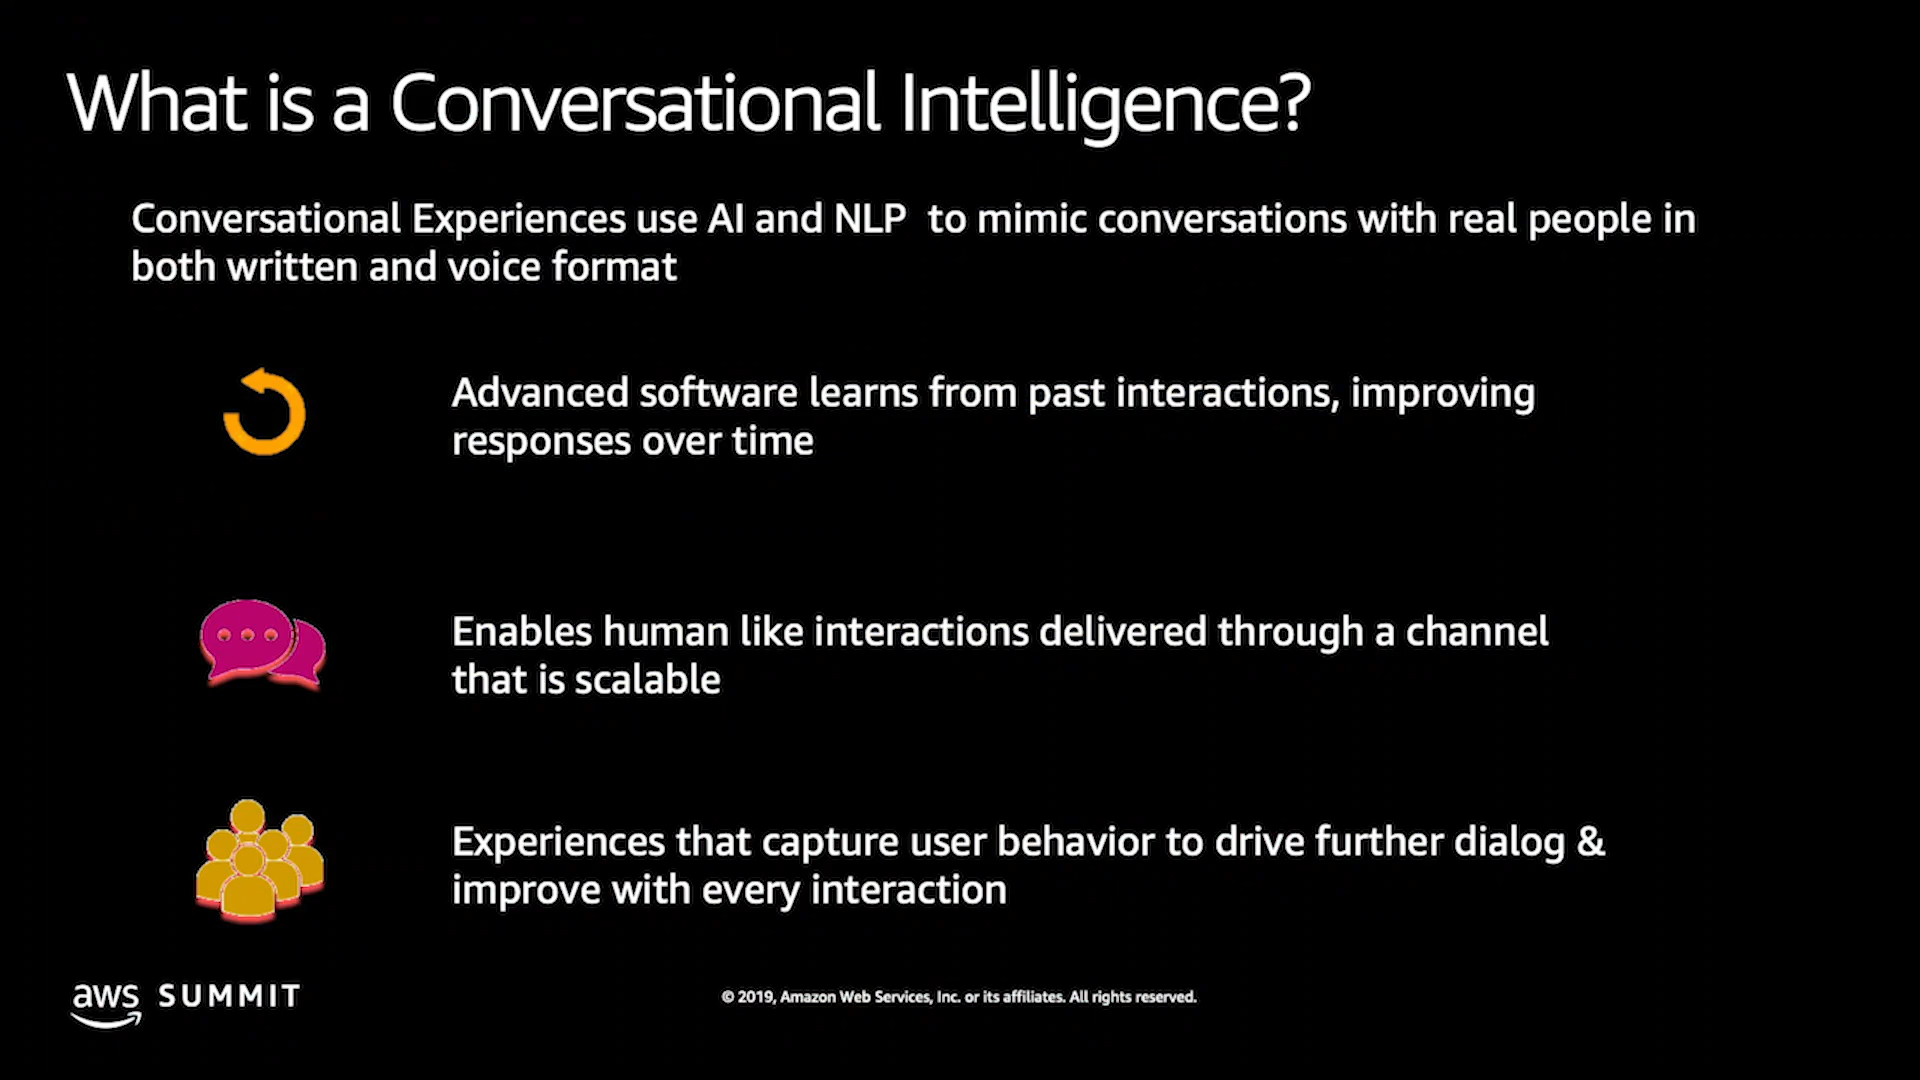 What is a Conversational Intelligence?
Conversational Experiences use AI and NLP  to mimic conversations with real people in
both written and voice format
Advanced software learns from past interactions, improving
responses over time
Enables human like interactions delivered through a channel
that is scalable
Experiences that capture user behavior to drive further dialog &
improve with every interaction
aws SUMMIT
© 2019, Amazon Web Services, Inc. or its affiliates. All rights reserved.